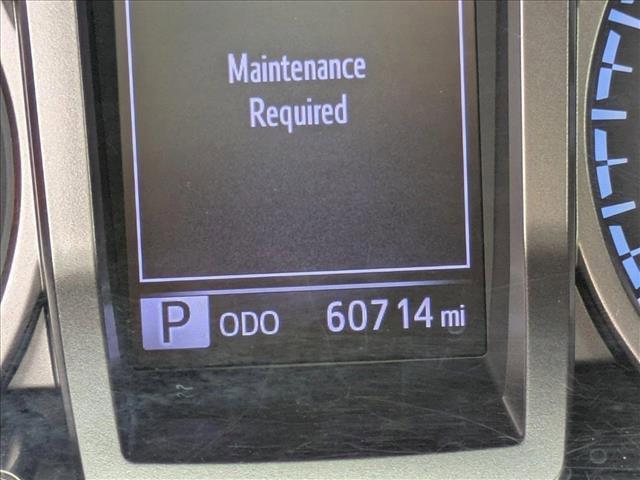 Maintenance
Required
P ODO 60714 mi